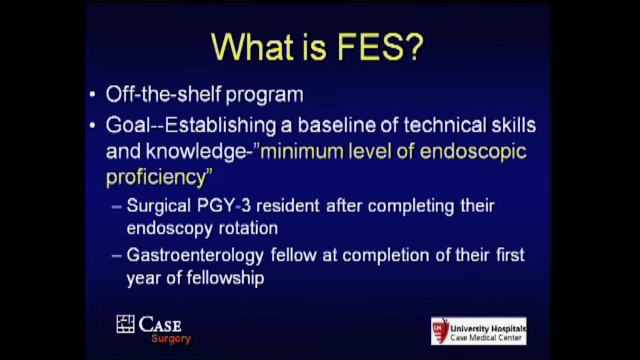 What is FES?
• Off-the-shelf program
• Goal--Establishing a baseline of technical skills
and knowledge-"minimum level of endoscopic
proficiency"
– Surgical PGY-3 resident after completing their
endoscopy rotation
– Gastroenterology fellow at completion of their first
year of fellowship
CASE
Surgery
UH
University Hospitals
Case Medical Center